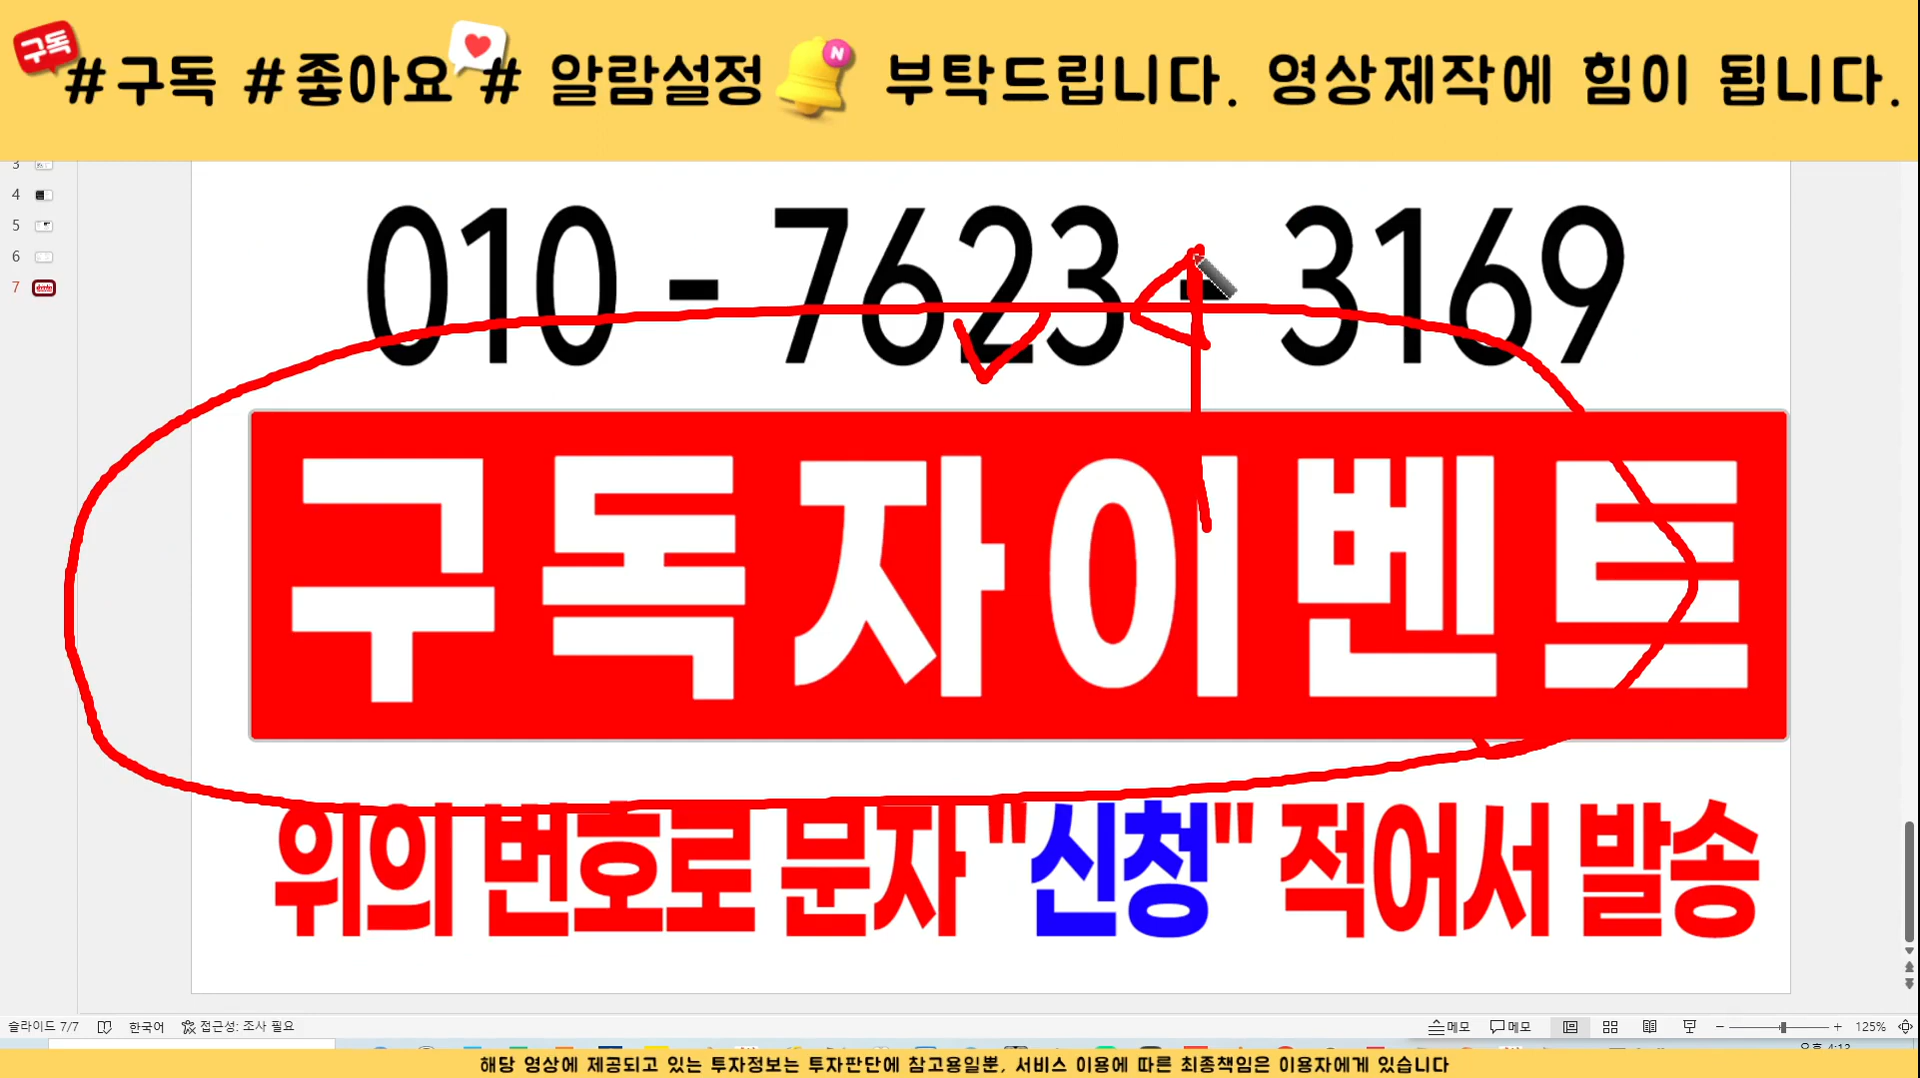 구독
#구독 #좋아요 # 알람설정 N 부탁드립니다. 영상제작에 힘이 됩니다.
3
4
5
6
7
010 - 7623 - 3169
구독자이벤트
위의 번호로 문자 "신청" 적어서 발송
슬라이드 7/7 한국어 접근성: 조사 필요 메모 메모 125%
해당 영상에 제공되고 있는 투자정보는 투자판단에 참고용일뿐, 서비스 이용에 따른 최종책임은 이용자에게 있습니다